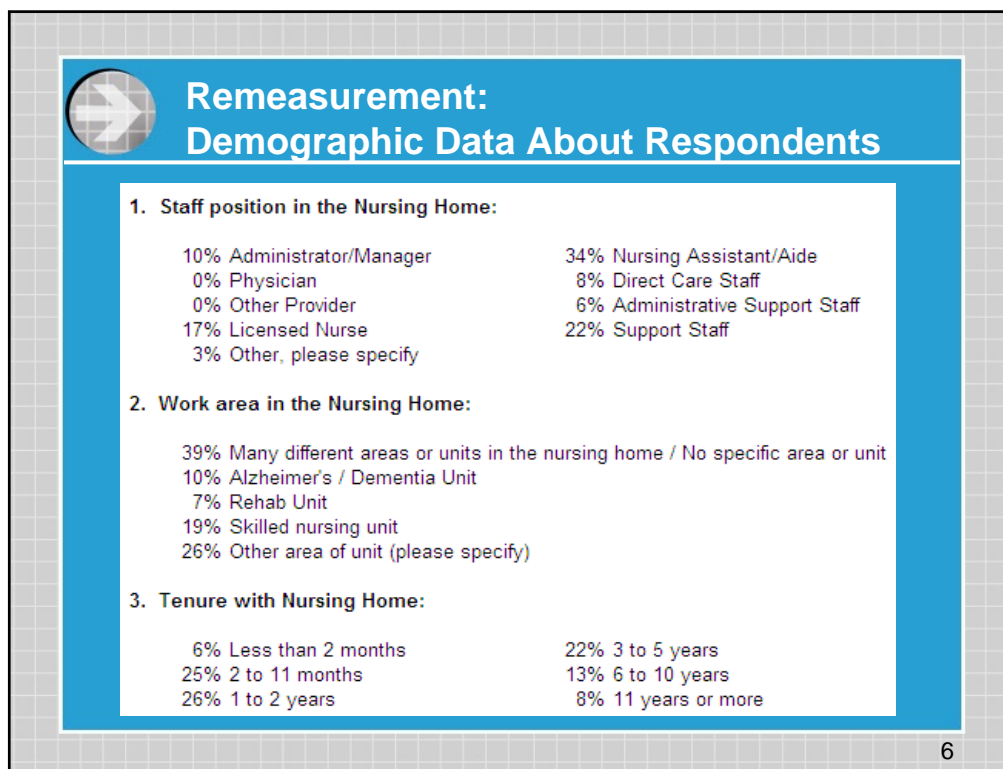 Remeasurement:
Demographic Data About Respondents
1. Staff position in the Nursing Home:
10% Administrator/Manager
0% Physician
0% Other Provider
17% Licensed Nurse
3% Other, please specify
34% Nursing Assistant/Aide
8% Direct Care Staff
6% Administrative Support Staff
22% Support Staff
2. Work area in the Nursing Home:
39% Many different areas or units in the nursing home / No specific area or unit
10% Alzheimer's / Dementia Unit
7% Rehab Unit
19% Skilled nursing unit
26% Other area of unit (please specify)
3. Tenure with Nursing Home:
6% Less than 2 months
25% 2 to 11 months
26% 1 to 2 years
22% 3 to 5 years
13% 6 to 10 years
8% 11 years or more
6